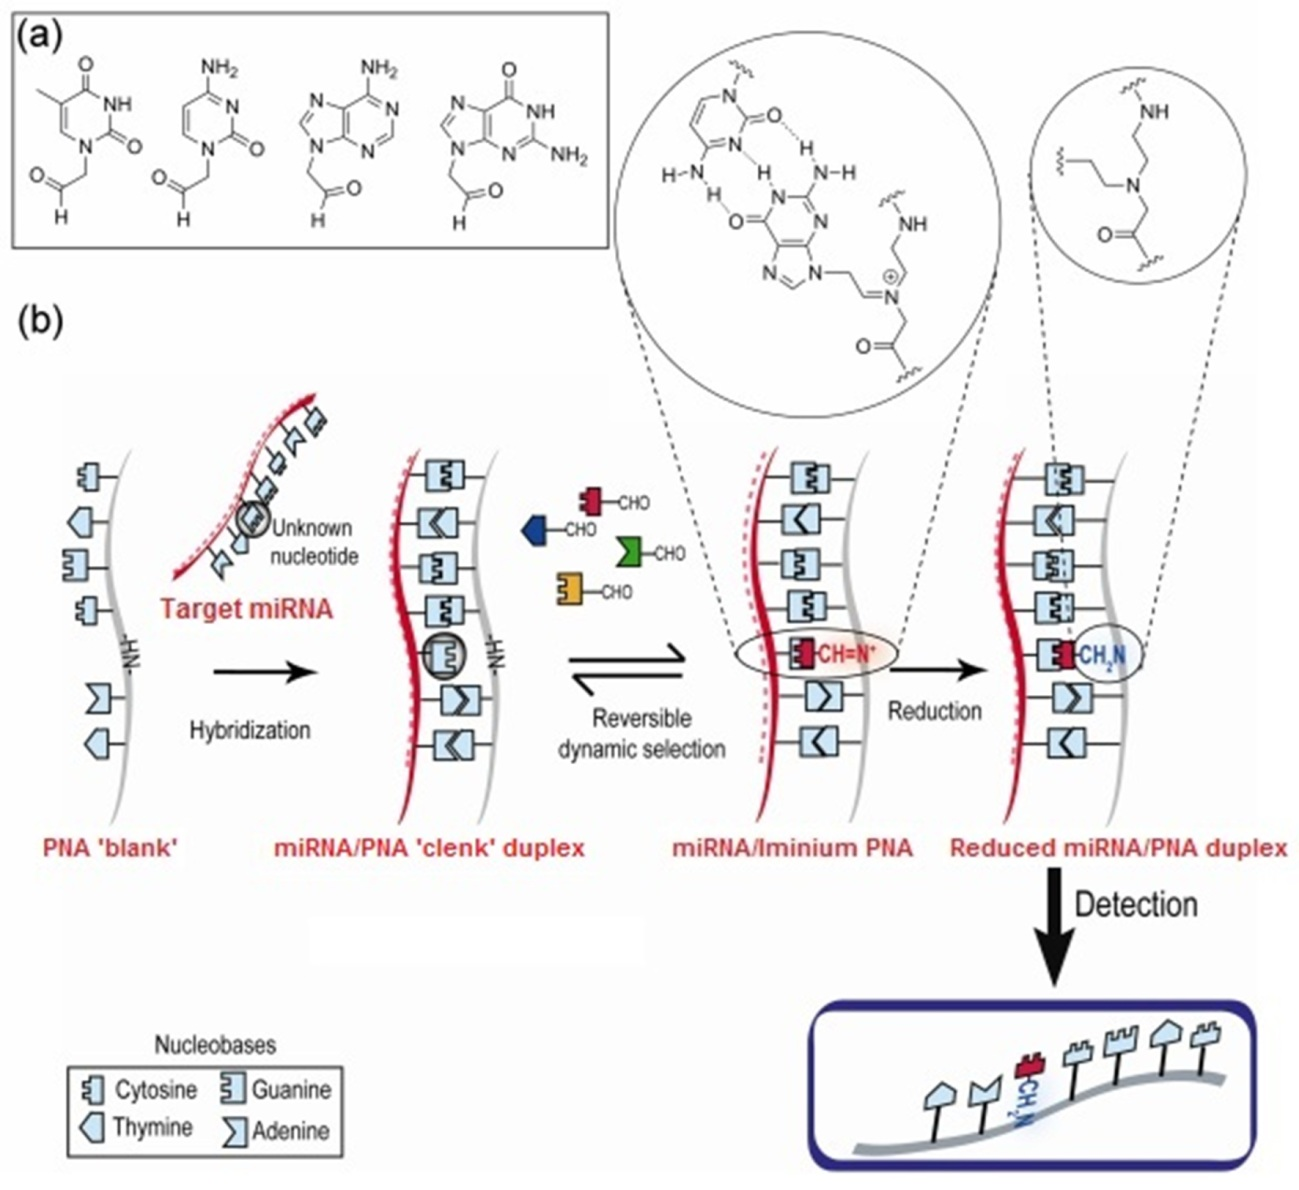 (a)
O
NH
N
O
O
H
NH₂
N
N
O
O
H
NH₂
N
N
N
N
O
H
O
N
NH
N
N
NH₂
O
H
N
O
N
H
H
N
H
H
N
H
N
O
N
N
N
NH
⊕
N
O
NH
N
O
(b)
Unknown
nucleotide
Target miRNA
-HN-
Hybridization
-HN-
CHO
CHO
CHO
CHO
Reversible
dynamic selection
CH=N⁺
Reduction
CH₂N
PNA 'blank'
miRNA/PNA 'clenk' duplex
miRNA/Iminium PNA
Reduced miRNA/PNA duplex
Detection
CH₂N
Nucleobases
Cytosine
Guanine
Thymine
Adenine